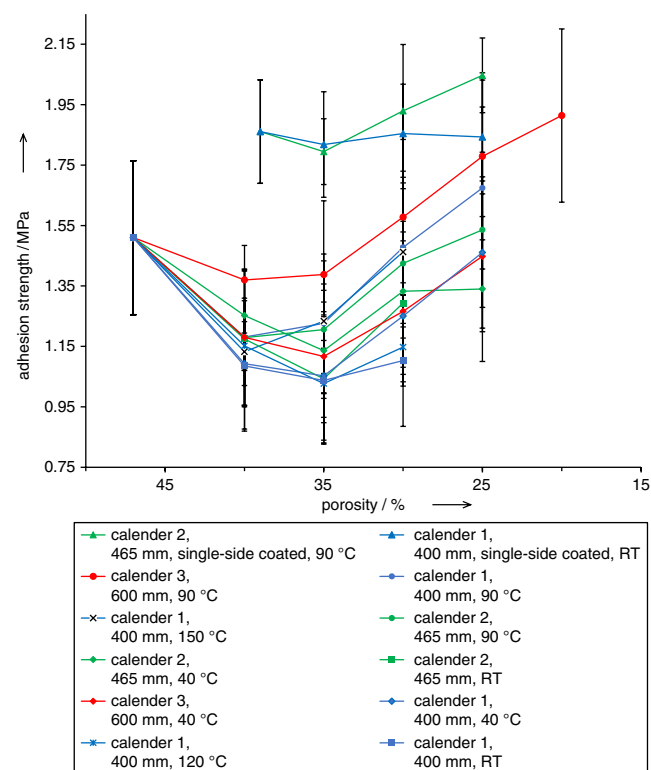 2.15
1.95
1.75
1.55
1.35
1.15
0.95
0.75
adhesion strength / MPa
45
35
25
15
porosity / %
calender 2,
465 mm, single-side coated, 90 °C
calender 1,
400 mm, single-side coated, RT
calender 3,
600 mm, 90 °C
calender 1,
400 mm, 90 °C
calender 1,
400 mm, 150 °C
calender 2,
465 mm, 90 °C
calender 2,
465 mm, 40 °C
calender 2,
465 mm, RT
calender 3,
600 mm, 40 °C
calender 1,
400 mm, 40 °C
calender 1,
400 mm, 120 °C
calender 1,
400 mm, RT